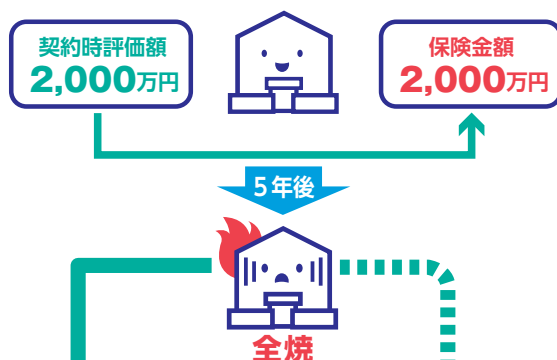 契約時評価額
2,000万円
保険金額
2,000万円
5年後
全焼